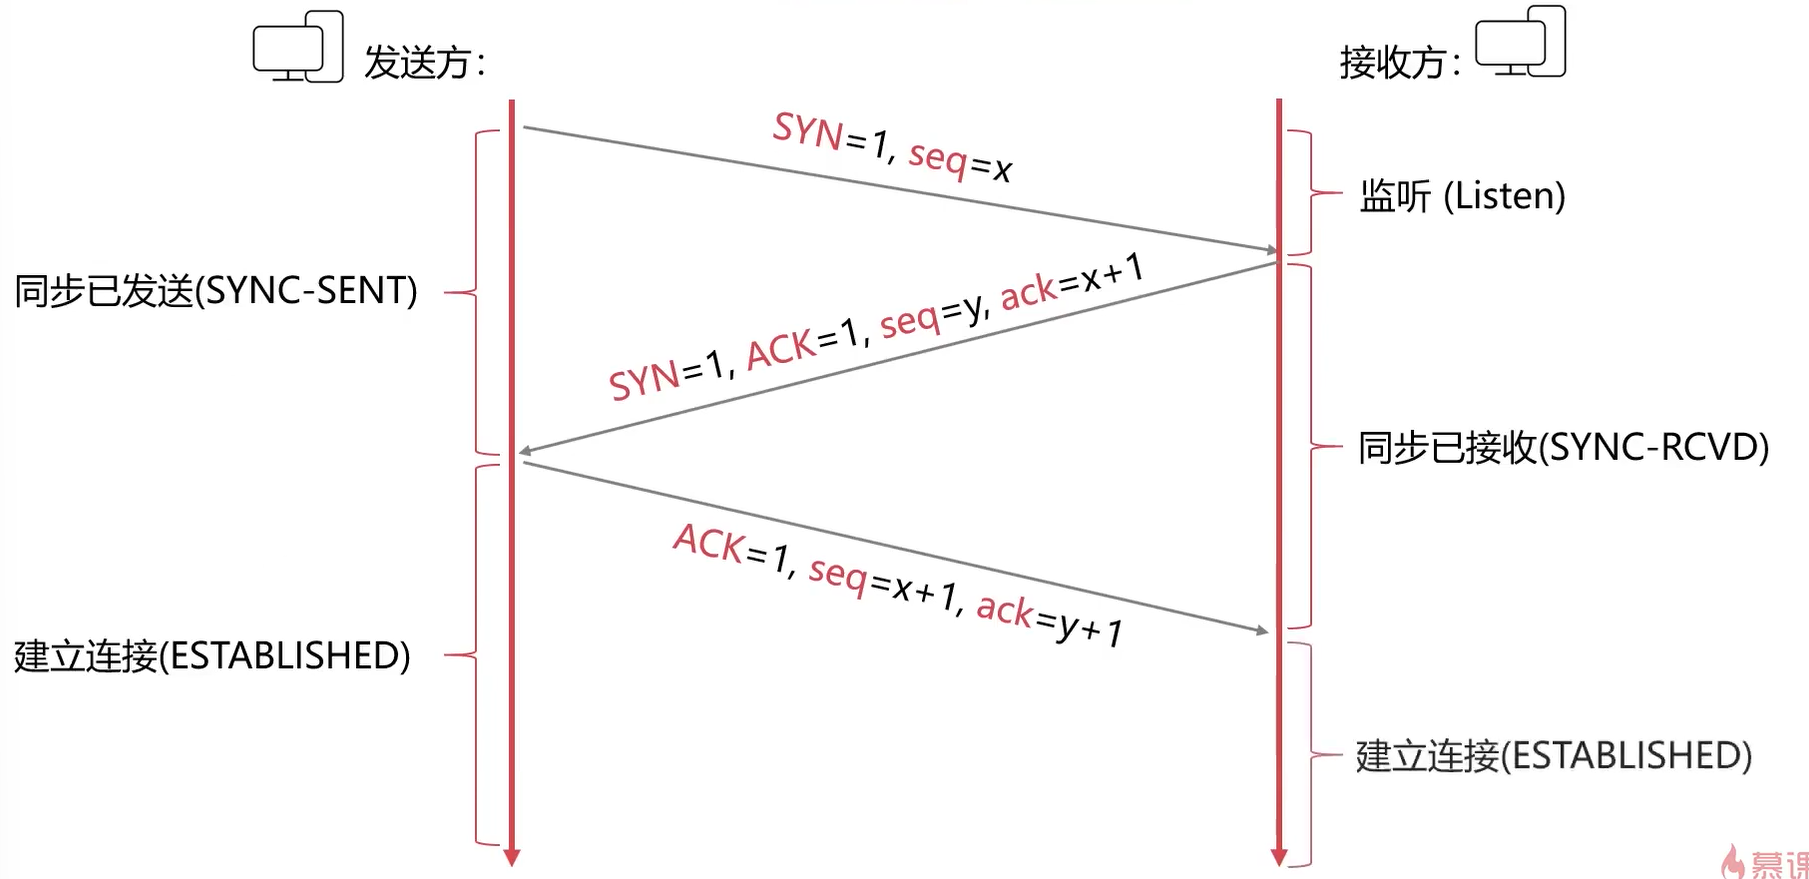 发送方：
接收方：
SYN=1, seq=x
监听 (Listen)
同步已发送(SYNC-SENT)
SYN=1, ACK=1, seq=y, ack=x+1
同步已接收(SYNC-RCVD)
ACK=1, seq=x+1, ack=y+1
建立连接(ESTABLISHED)
建立连接(ESTABLISHED)
慕课